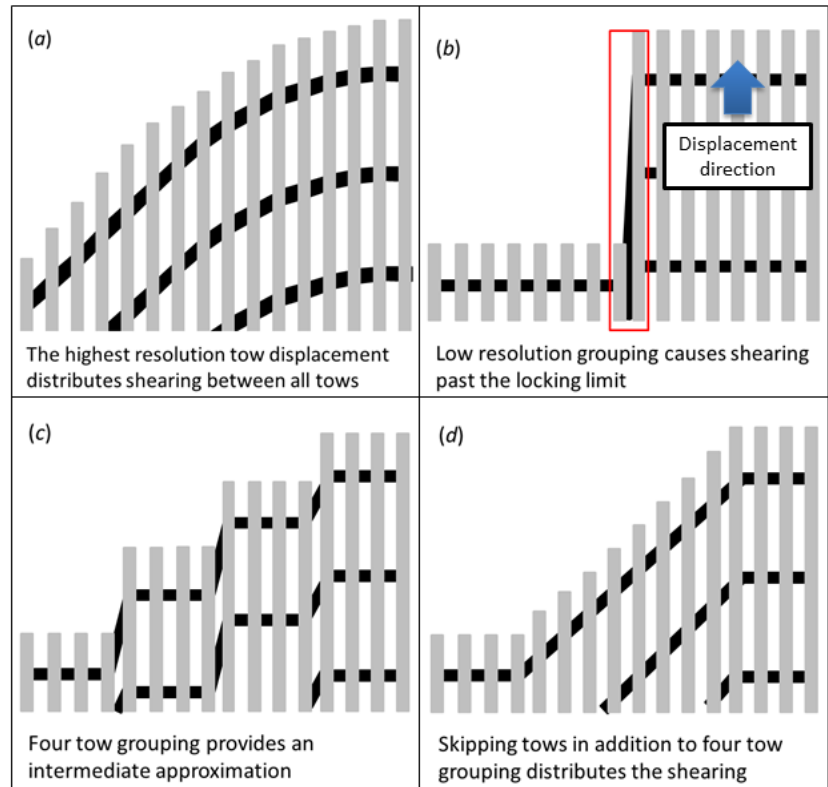 (a)
The highest resolution tow displacement
distributes shearing between all tows
(b)
Displacement
direction
Low resolution grouping causes shearing
past the locking limit
(c)
Four tow grouping provides an
intermediate approximation
(d)
Skipping tows in addition to four tow
grouping distributes the shearing